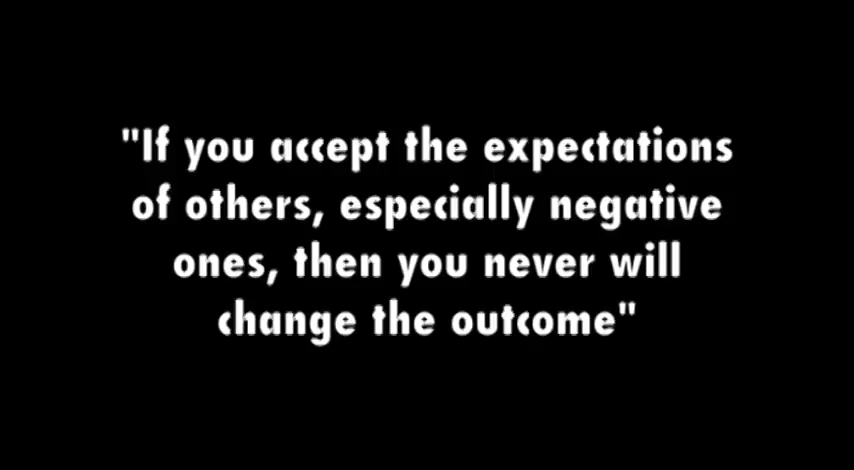 "If you accept the expectations
of others, especially negative
ones, then you never will
change the outcome"